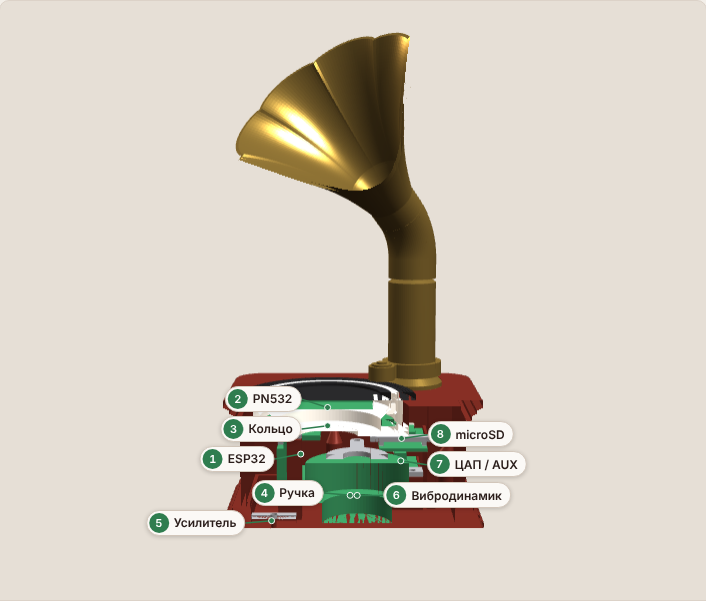 2 PN532
3 Кольцо
8 microSD
1 ESP32
7 ЦАП / AUX
4 Ручка
6 Вибродинамик
5 Усилитель